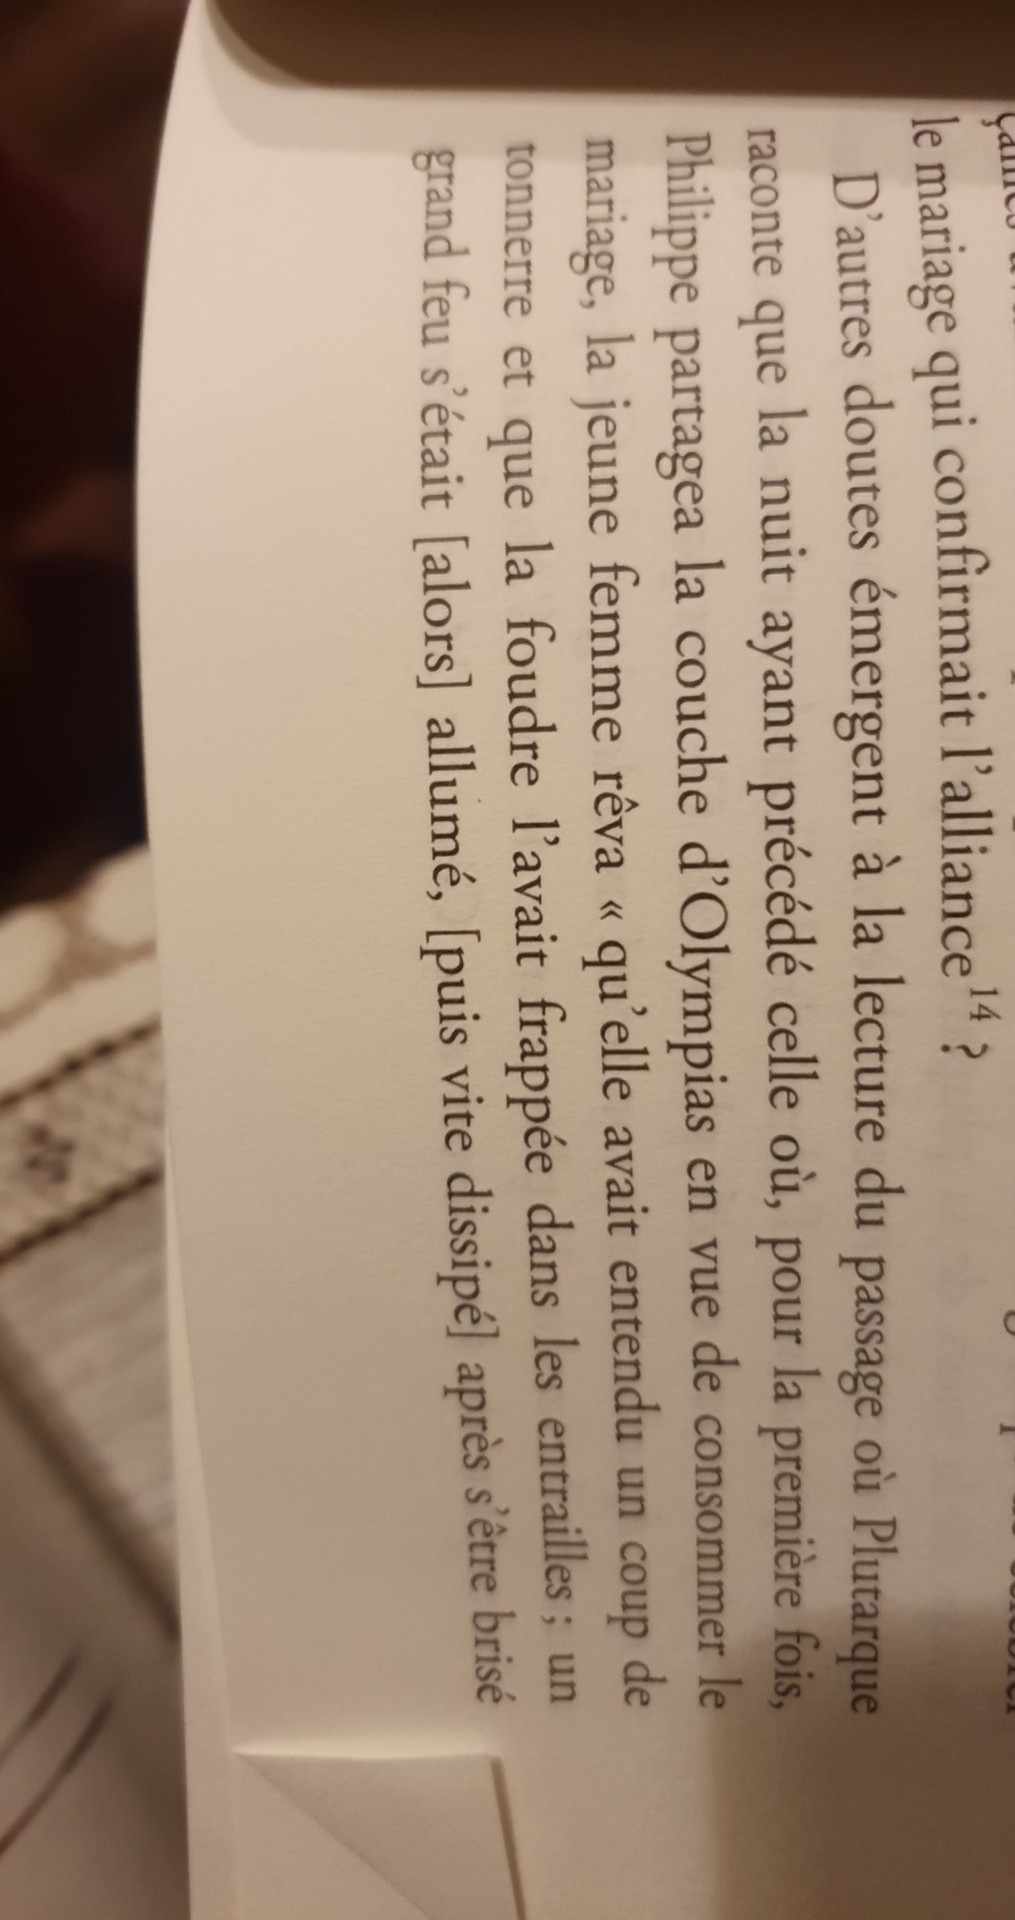 le mariage qui confirmait l'alliance¹⁴ ?
D'autres doutes émergent à la lecture du passage où Plutarque
raconte que la nuit ayant précédé celle où, pour la première fois,
Philippe partagea la couche d'Olympias en vue de consommer le
mariage, la jeune femme rêva « qu'elle avait entendu un coup de
tonnerre et que la foudre l'avait frappée dans les entrailles ; un
grand feu s'était [alors] allumé, [puis vite dissipé] après s'être brisé